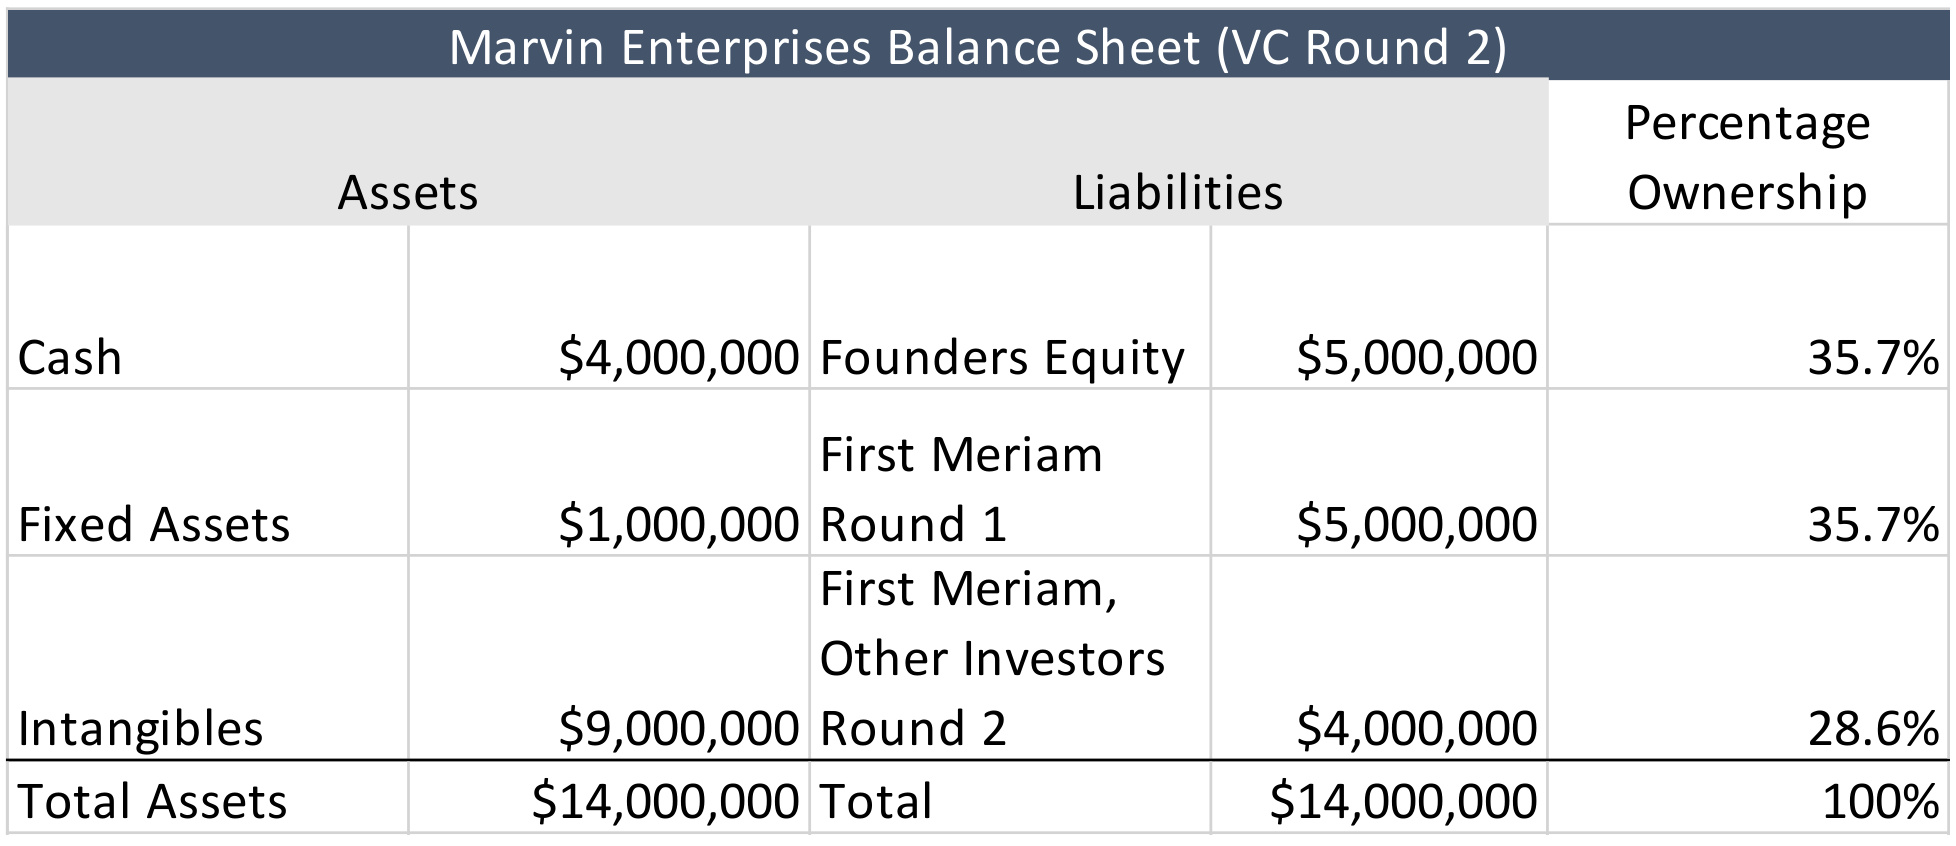 Marvin Enterprises Balance Sheet (VC Round 2)
Assets Liabilities Percentage
Ownership
Cash $4,000,000 Founders Equity $5,000,000 35.7%
First Meriam
Fixed Assets $1,000,000 Round 1 $5,000,000 35.7%
First Meriam,
Other Investors
Intangibles $9,000,000 Round 2 $4,000,000 28.6%
Total Assets $14,000,000 Total $14,000,000 100%